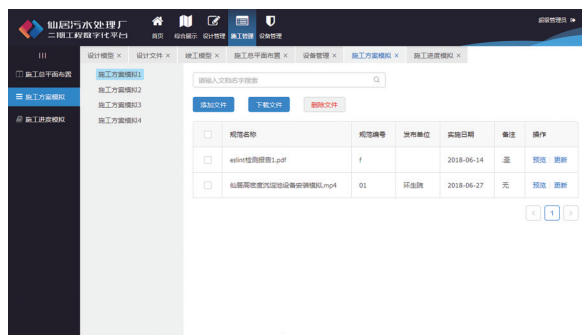 仙居污水处理厂
二期工程数字化平台
首页 综合展示 设计管理 施工管理 设备管理
超级管理员
设计模型 × 设计文件 × 竣工模型 × 施工总平面布置 × 设备管理 × 施工方案模拟 × 施工进度模拟 ×
施工总平面布置
施工方案模拟
施工进度模拟
施工方案模拟1
施工方案模拟2
施工方案模拟3
施工方案模拟4
请输入文档名字搜索
添加文件 下载文件 删除文件
规范名称 规范编号 发布单位 实施日期 备注 操作
eslint检测报告1.pdf f 2018-06-14 预览 更新
仙居高密度沉淀池设备安装模拟.mp4 01 环生院 2018-06-27 无 预览 更新
< 1 >